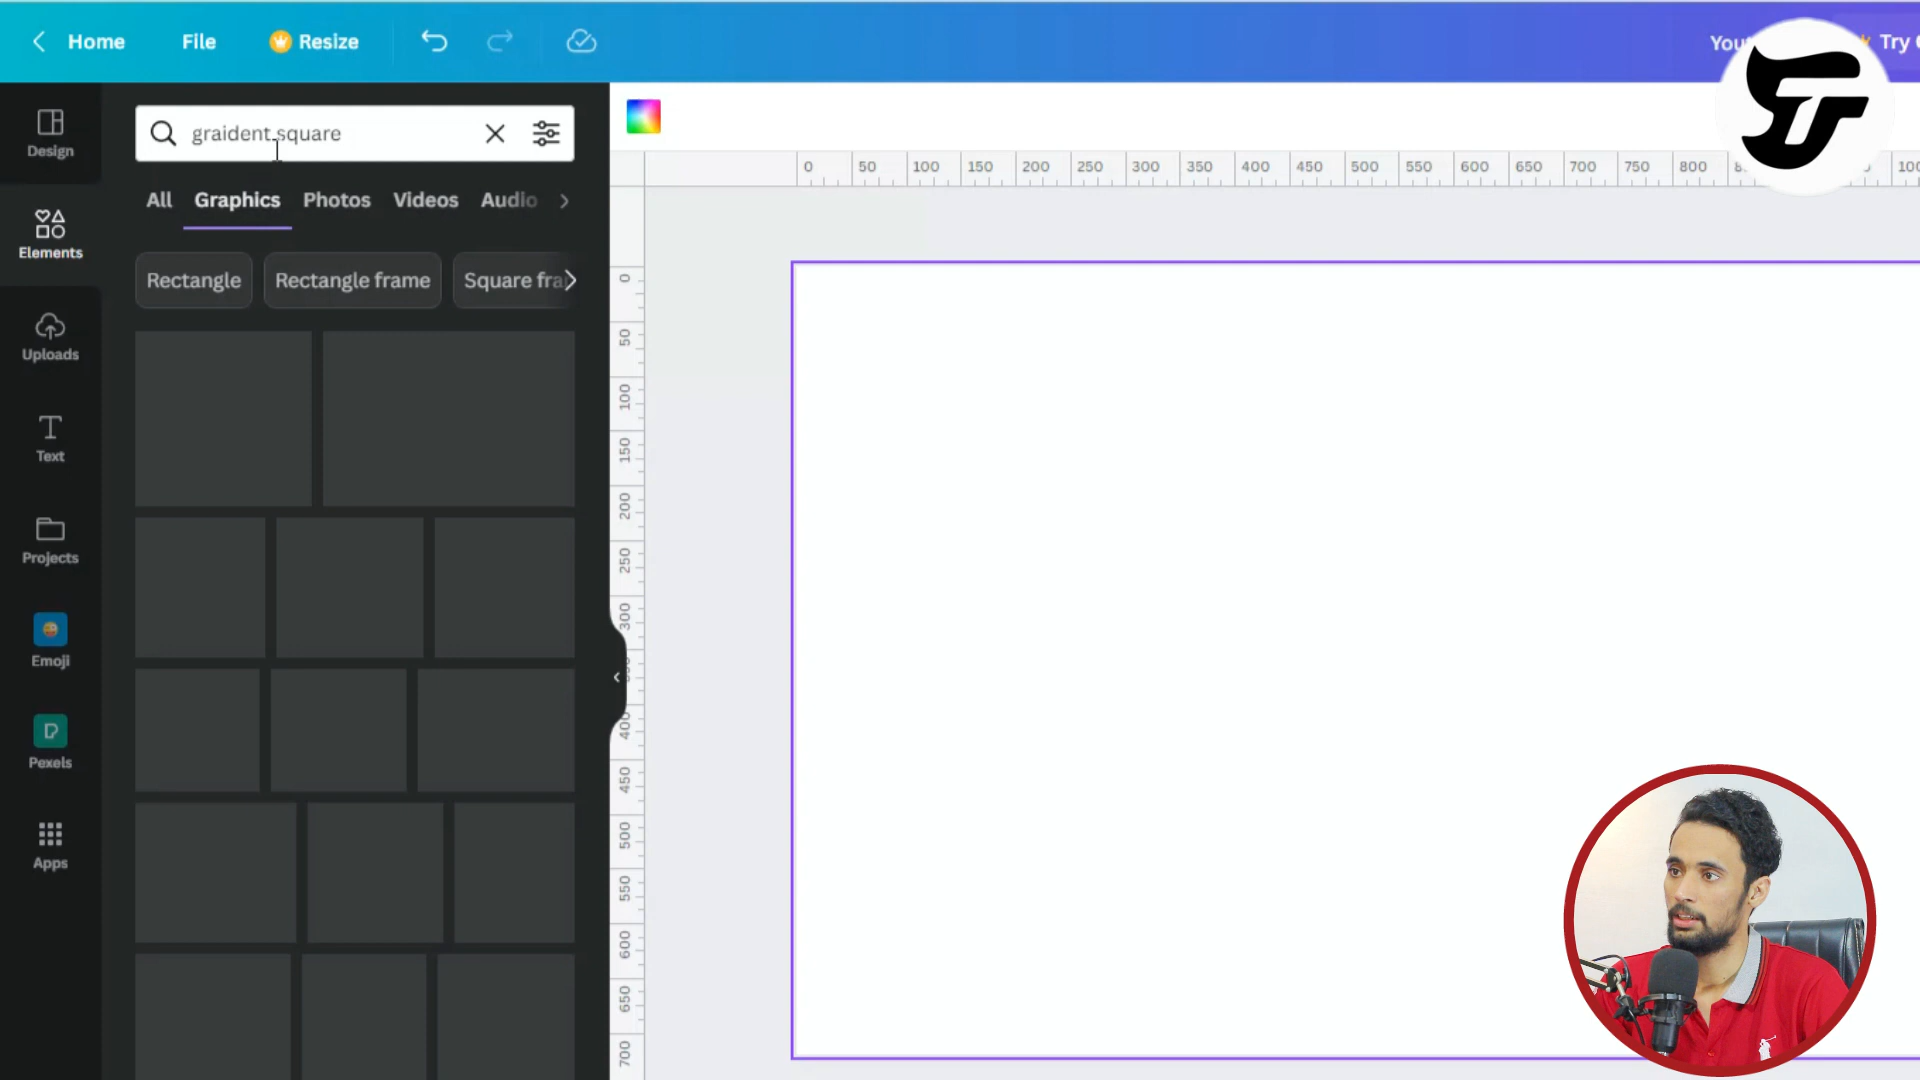 Home File Resize
You Try
graident square
All Graphics Photos Videos Audio
Rectangle Rectangle frame Square fra
Design
Elements
Uploads
Text
Projects
Emoji
Pexels
Apps
0 50 100 150 200 250 300 350 400 450 500 550 600 650 700 750 800
0
50
100
150
200
250
300
400
450
500
550
600
650
700